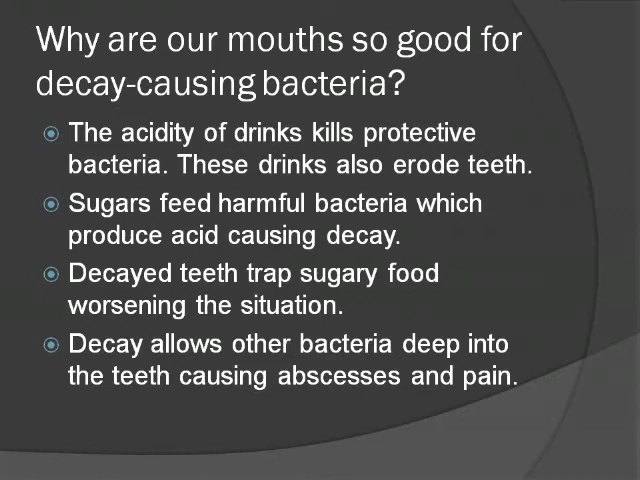 Why are our mouths so good for
decay-causing bacteria?
The acidity of drinks kills protective
bacteria. These drinks also erode teeth.
Sugars feed harmful bacteria which
produce acid causing decay.
Decayed teeth trap sugary food
worsening the situation.
Decay allows other bacteria deep into
the teeth causing abscesses and pain.